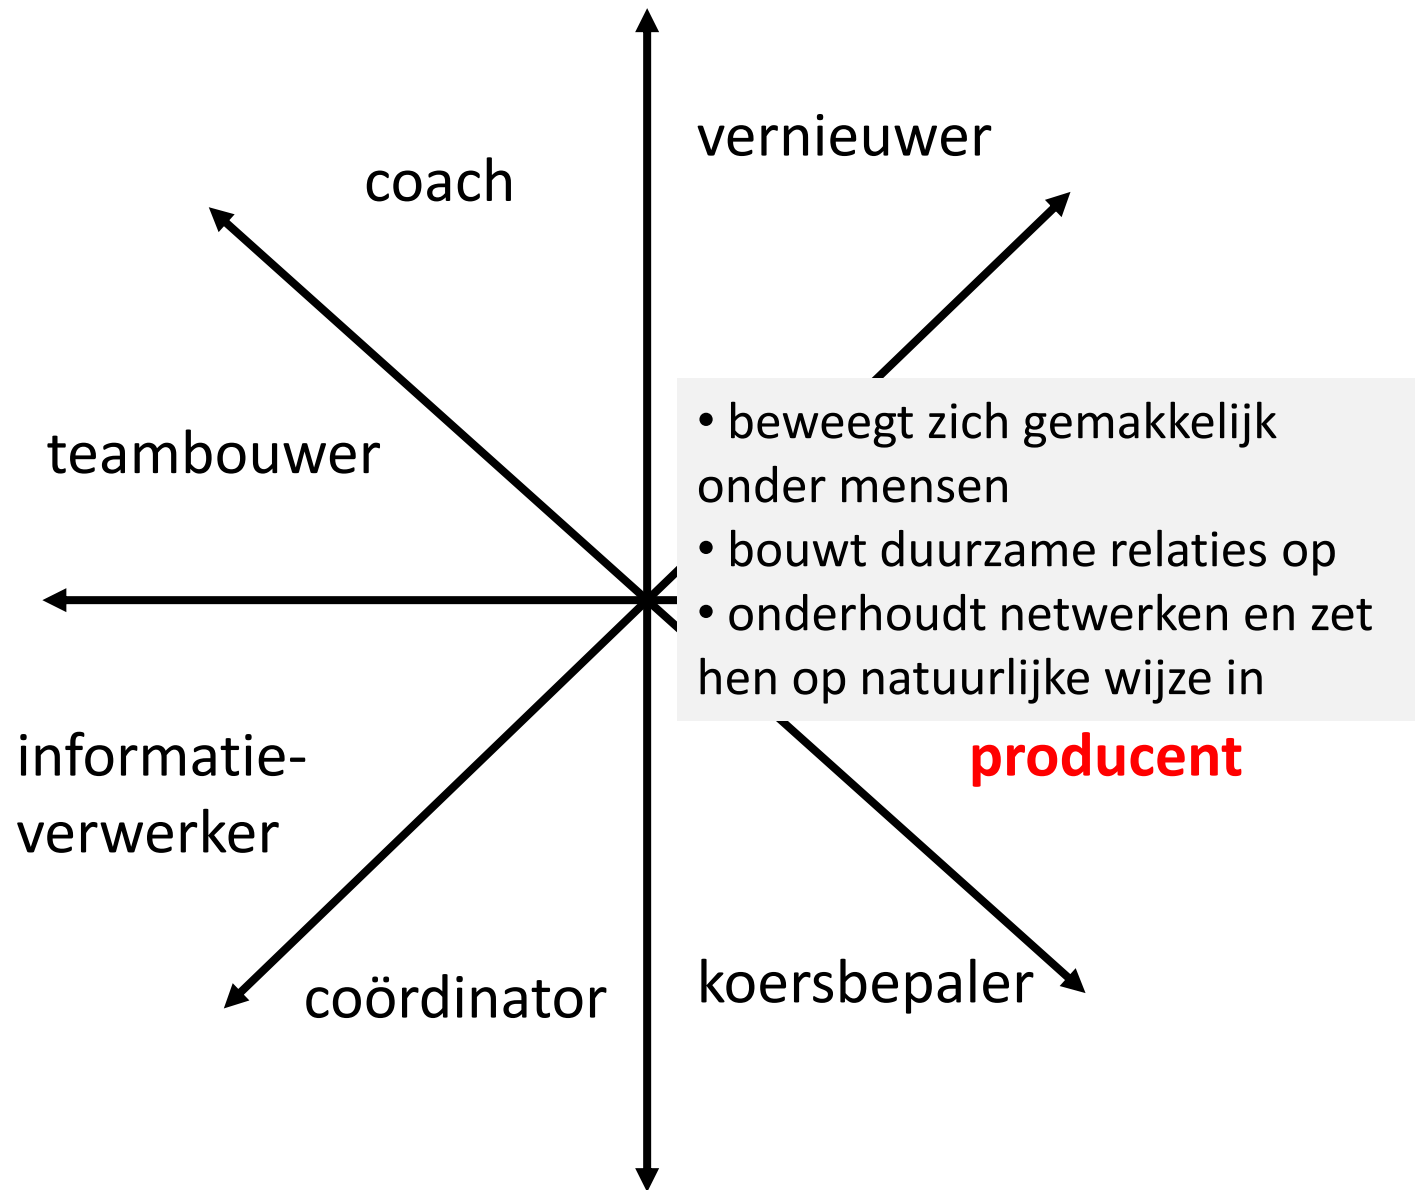 vernieuwer
coach
• beweegt zich gemakkelijk
onder mensen
• bouwt duurzame relaties op
• onderhoudt netwerken en zet
hen op natuurlijke wijze in
teambouwer
producent
informatie-
verwerker
koersbepaler
coördinator